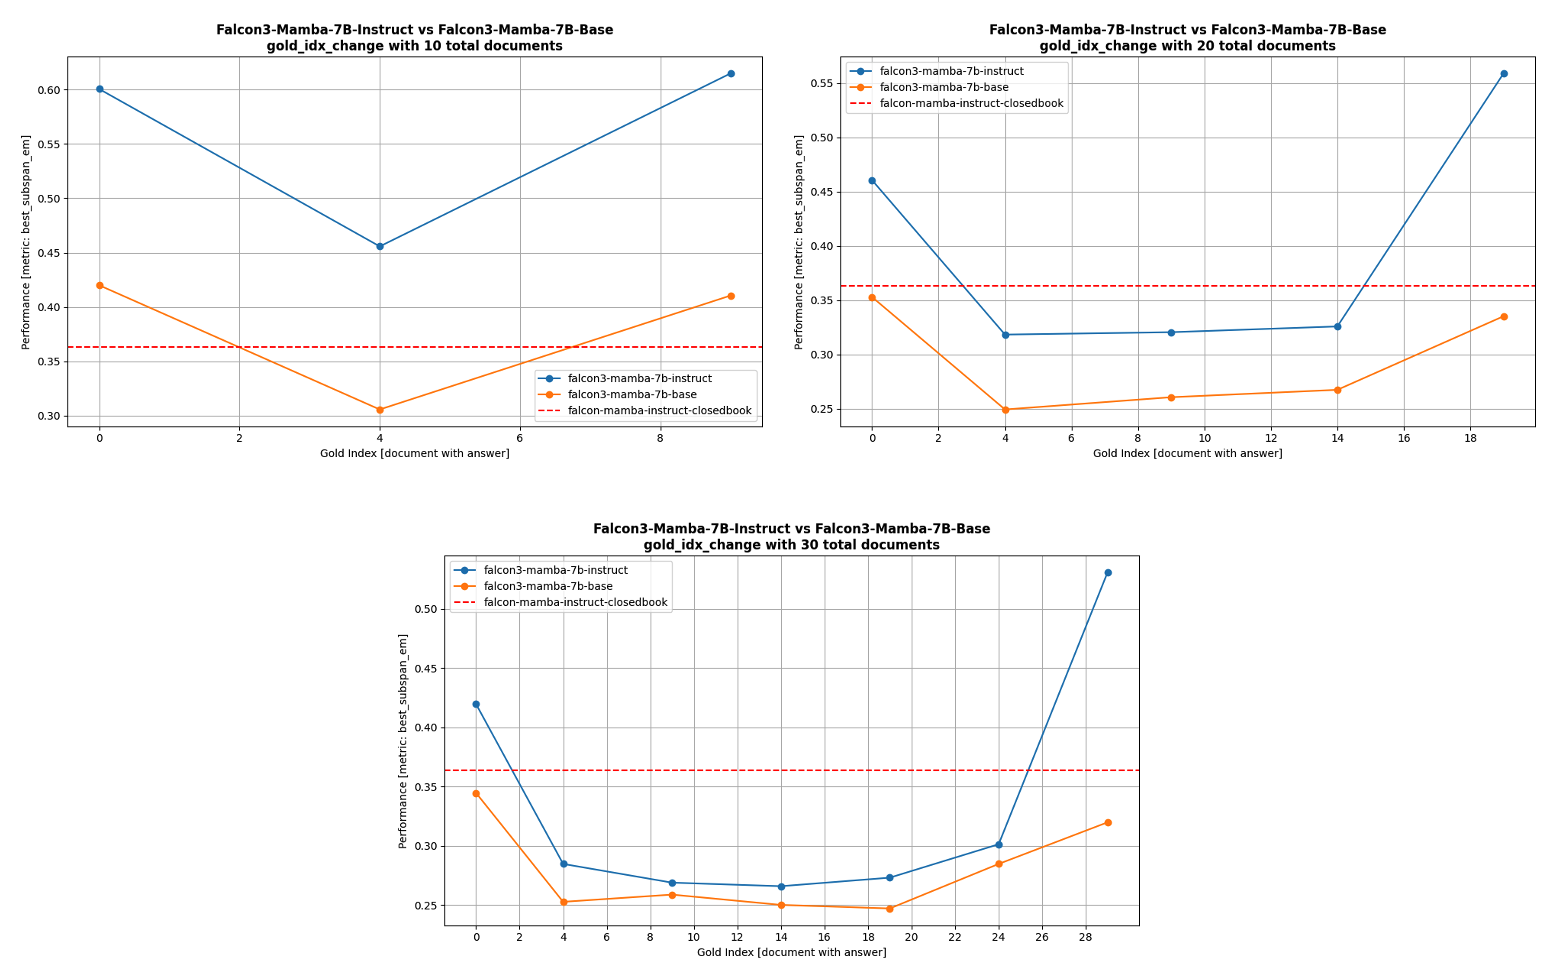 Falcon3-Mamba-7B-Instruct vs Falcon3-Mamba-7B-Base
gold_idx_change with 10 total documents
Performance [metric: best_subspan_em]
0.60
0.55
0.50
0.45
0.40
0.35
0.30
falcon3-mamba-7b-instruct
falcon3-mamba-7b-base
falcon-mamba-instruct-closedbook
0 2 4 6 8
Gold Index [document with answer]
Falcon3-Mamba-7B-Instruct vs Falcon3-Mamba-7B-Base
gold_idx_change with 20 total documents
falcon3-mamba-7b-instruct
falcon3-mamba-7b-base
falcon-mamba-instruct-closedbook
Performance [metric: best_subspan_em]
0.55
0.50
0.45
0.40
0.35
0.30
0.25
0 2 4 6 8 10 12 14 16 18
Gold Index [document with answer]
Falcon3-Mamba-7B-Instruct vs Falcon3-Mamba-7B-Base
gold_idx_change with 30 total documents
falcon3-mamba-7b-instruct
falcon3-mamba-7b-base
falcon-mamba-instruct-closedbook
Performance [metric: best_subspan_em]
0.50
0.45
0.40
0.35
0.30
0.25
0 2 4 6 8 10 12 14 16 18 20 22 24 26 28
Gold Index [document with answer]